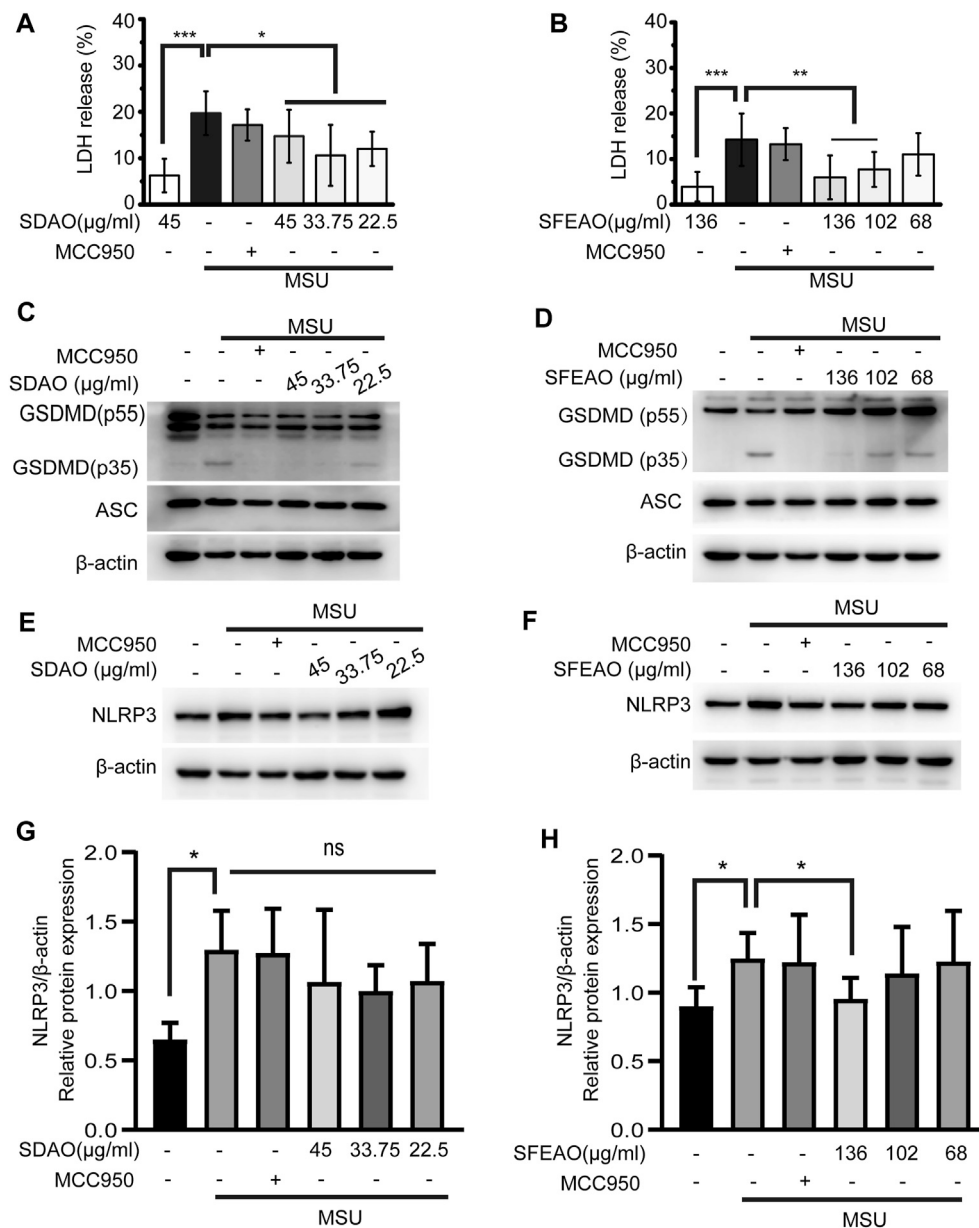 A
LDH release (%)
40
30
20
10
0
***
*
SDAO(μg/ml) 45 - - 45 33.75 22.5
MCC950 - - + - - -
MSU
B
LDH release (%)
40
30
20
10
0
***
**
SFEAO(μg/ml) 136 - - 136 102 68
MCC950 - - + - - -
MSU
C
MSU
MCC950 - - + - - -
SDAO (μg/ml) - - - 45 33.75 22.5
GSDMD(p55)
GSDMD(p35)
ASC
β-actin
D
MSU
MCC950 - - + - - -
SFEAO (μg/ml) - - - 136 102 68
GSDMD (p55)
GSDMD (p35)
ASC
β-actin
E
MSU
MCC950 - - + - - -
SDAO (μg/ml) - - - 45 33.75 22.5
NLRP3
β-actin
F
MSU
MCC950 - - + - - -
SFEAO (μg/ml) - - - 136 102 68
NLRP3
β-actin
G
NLRP3/β-actin
Relative protein expression
2.0
1.5
1.0
0.5
0.0
*
ns
SDAO(μg/ml) - - - 45 33.75 22.5
MCC950 - - + - - -
MSU
H
NLRP3/β-actin
Relative protein expression
2.0
1.5
1.0
0.5
0.0
*
*
SFEAO(μg/ml) - - - 136 102 68
MCC950 - - + - - -
MSU